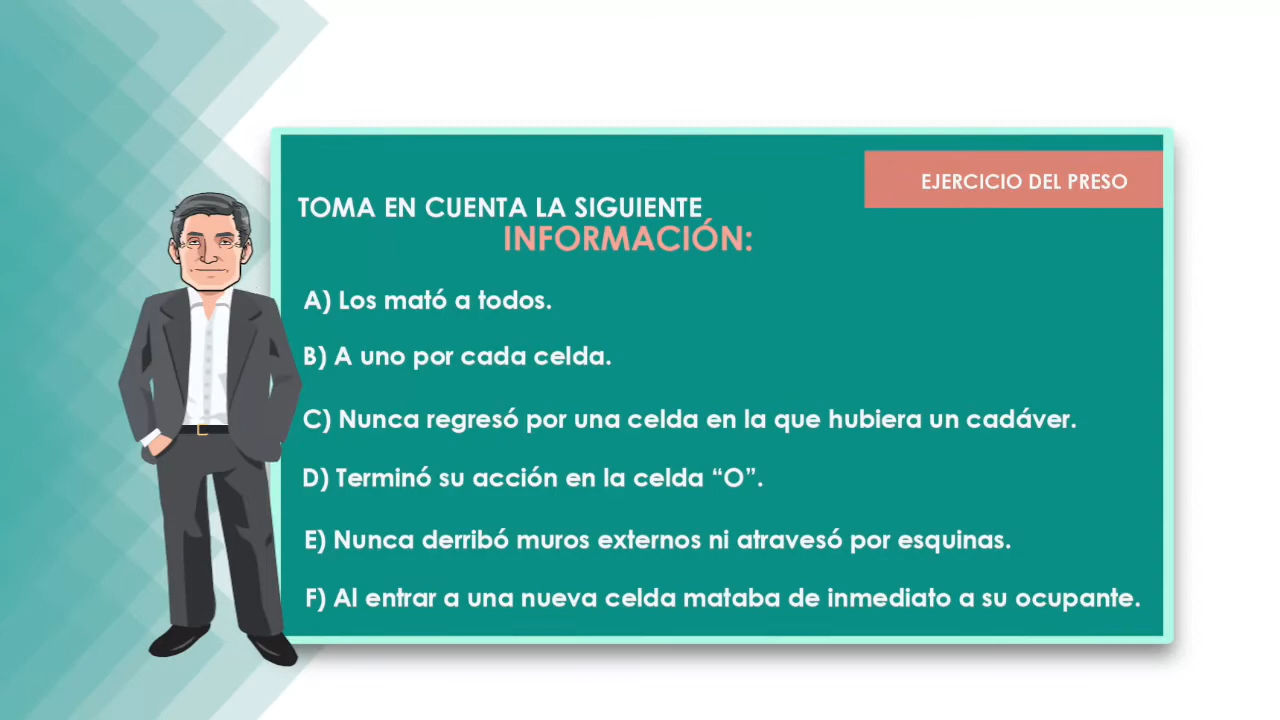 EJERCICIO DEL PRESO
TOMA EN CUENTA LA SIGUIENTE
INFORMACIÓN:
A) Los mató a todos.
B) A uno por cada celda.
C) Nunca regresó por una celda en la que hubiera un cadáver.
D) Terminó su acción en la celda “O”.
E) Nunca derribó muros externos ni atravesó por esquinas.
F) Al entrar a una nueva celda mataba de inmediato a su ocupante.